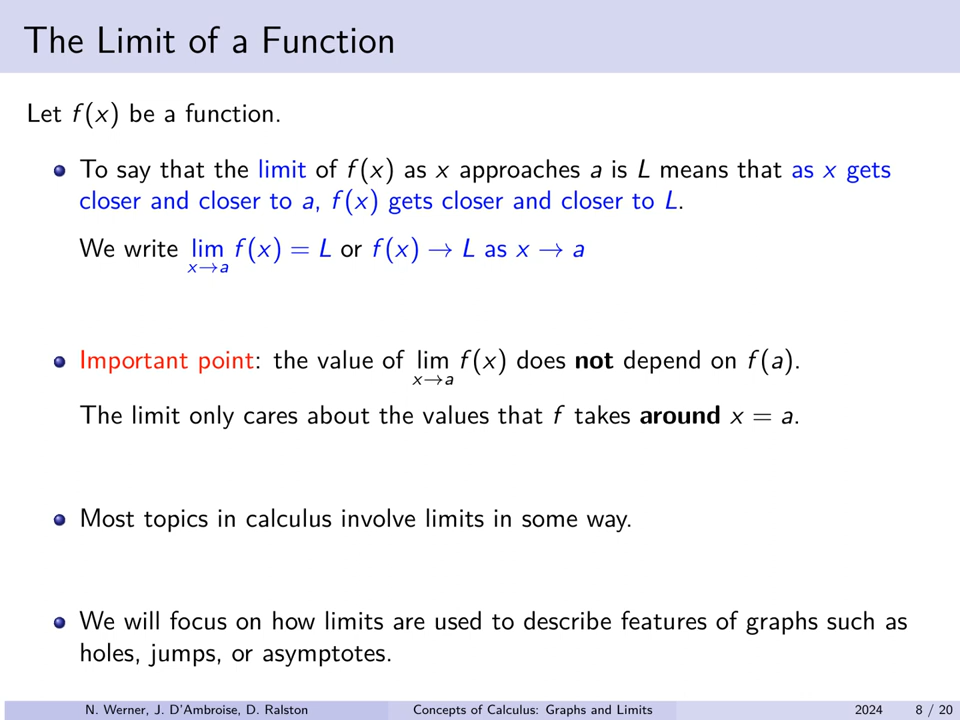 The Limit of a Function
Let f(x) be a function.
To say that the limit of f(x) as x approaches a is L means that as x gets
closer and closer to a, f(x) gets closer and closer to L.
We write lim f(x) = L or f(x) → L as x → a
x→a
Important point: the value of lim f(x) does not depend on f(a).
x→a
The limit only cares about the values that f takes around x = a.
Most topics in calculus involve limits in some way.
We will focus on how limits are used to describe features of graphs such as
holes, jumps, or asymptotes.
N. Werner, J. D'Ambroise, D. Ralston Concepts of Calculus: Graphs and Limits 2024 8 / 20